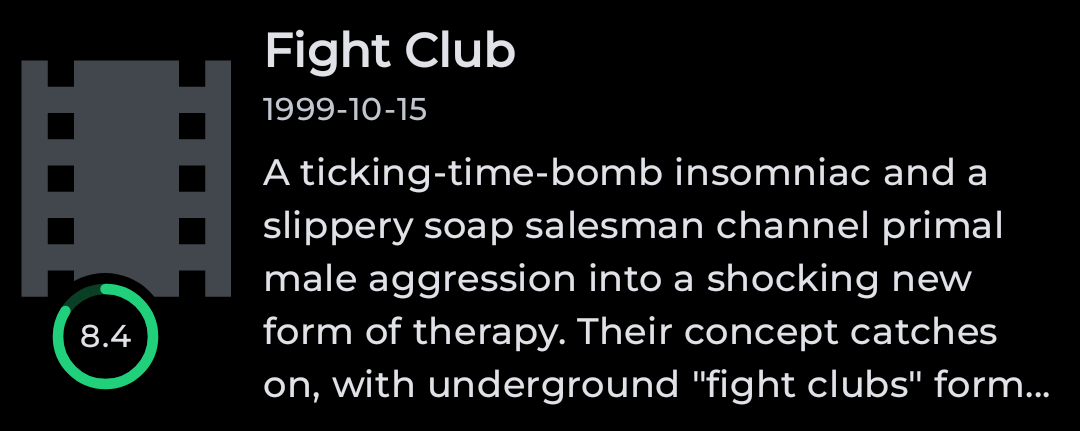 Fight Club
1999-10-15
A ticking-time-bomb insomniac and a
slippery soap salesman channel primal
male aggression into a shocking new
form of therapy. Their concept catches
on, with underground "fight clubs" form...
8.4